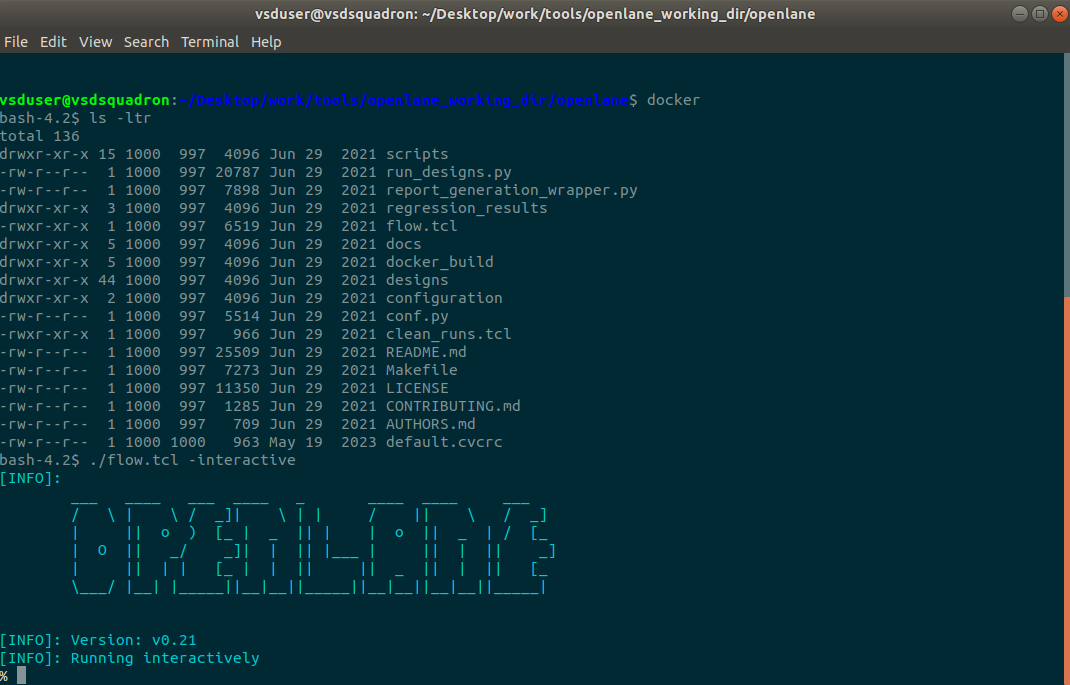 vsduser@vsdsquadron: ~/Desktop/work/tools/openlane_working_dir/openlane
File Edit View Search Terminal Help
vsduser@vsdsquadron:~/Desktop/work/tools/openlane_working_dir/openlane$ docker
bash-4.2$ ls -ltr
total 136
drwxr-xr-x 15 1000  997  4096 Jun 29  2021 scripts
-rw-r--r--  1 1000  997 20787 Jun 29  2021 run_designs.py
-rw-r--r--  1 1000  997  7898 Jun 29  2021 report_generation_wrapper.py
drwxr-xr-x  3 1000  997  4096 Jun 29  2021 regression_results
-rwxr-xr-x  1 1000  997  6519 Jun 29  2021 flow.tcl
drwxr-xr-x  5 1000  997  4096 Jun 29  2021 docs
drwxr-xr-x  5 1000  997  4096 Jun 29  2021 docker_build
drwxr-xr-x 44 1000  997  4096 Jun 29  2021 designs
drwxr-xr-x  2 1000  997  4096 Jun 29  2021 configuration
-rw-r--r--  1 1000  997  5514 Jun 29  2021 conf.py
-rwxr-xr-x  1 1000  997   966 Jun 29  2021 clean_runs.tcl
-rw-r--r--  1 1000  997 25509 Jun 29  2021 README.md
-rw-r--r--  1 1000  997  7273 Jun 29  2021 Makefile
-rw-r--r--  1 1000  997 11350 Jun 29  2021 LICENSE
-rw-r--r--  1 1000  997  1285 Jun 29  2021 CONTRIBUTING.md
-rw-r--r--  1 1000  997   709 Jun 29  2021 AUTHORS.md
-rw-r--r--  1 1000 1000   963 May 19  2023 default.cvcrc
bash-4.2$ ./flow.tcl -interactive
[INFO]:
OPENLANE
[INFO]: Version: v0.21
[INFO]: Running interactively
%